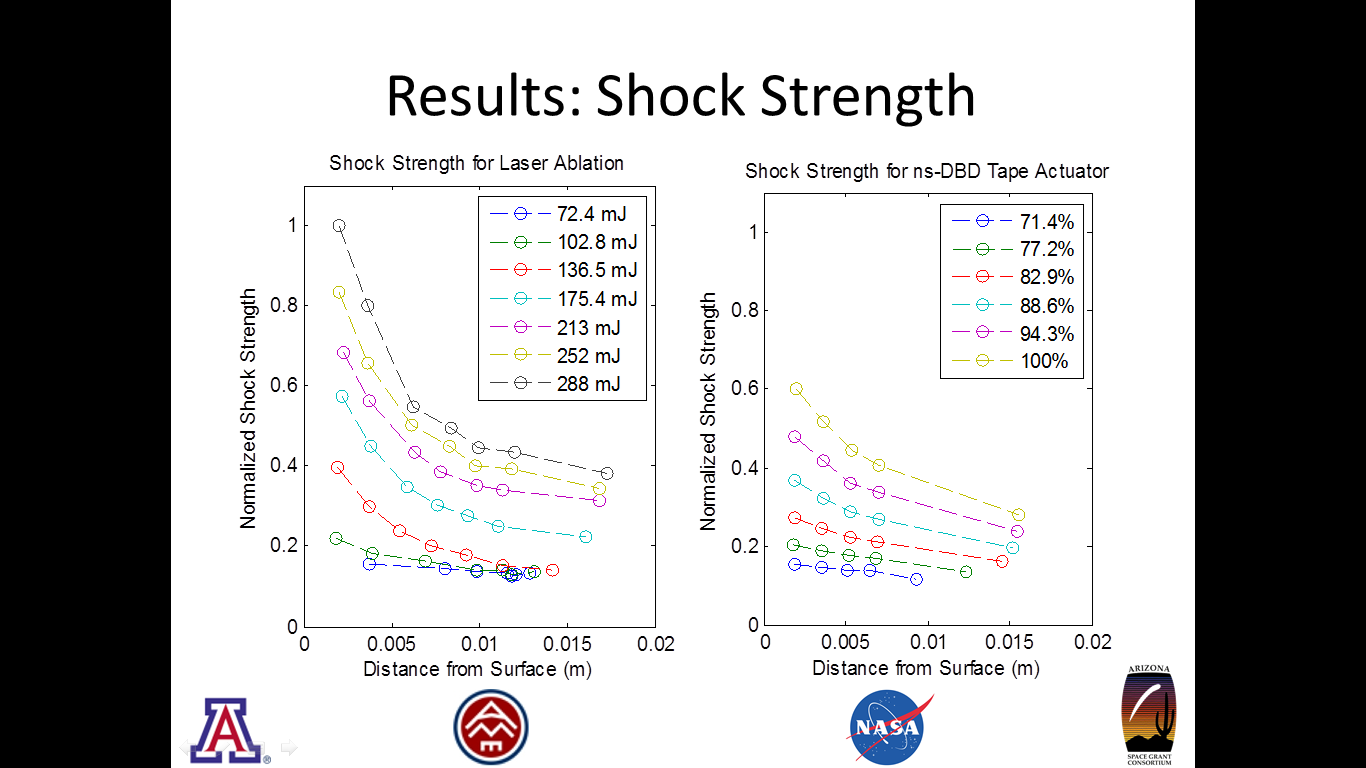 Results: Shock Strength
Shock Strength for Laser Ablation
Normalized Shock Strength
1
0.8
0.6
0.4
0.2
0
0
0.005
0.01
0.015
0.02
Distance from Surface (m)
72.4 mJ
102.8 mJ
136.5 mJ
175.4 mJ
213 mJ
252 mJ
288 mJ
Shock Strength for ns-DBD Tape Actuator
Normalized Shock Strength
1
0.8
0.6
0.4
0.2
0
0
0.005
0.01
0.015
0.02
Distance from Surface (m)
71.4%
77.2%
82.9%
88.6%
94.3%
100%
A
®
AME
NASA
ARIZONA
SPACE GRANT
CONSORTIUM